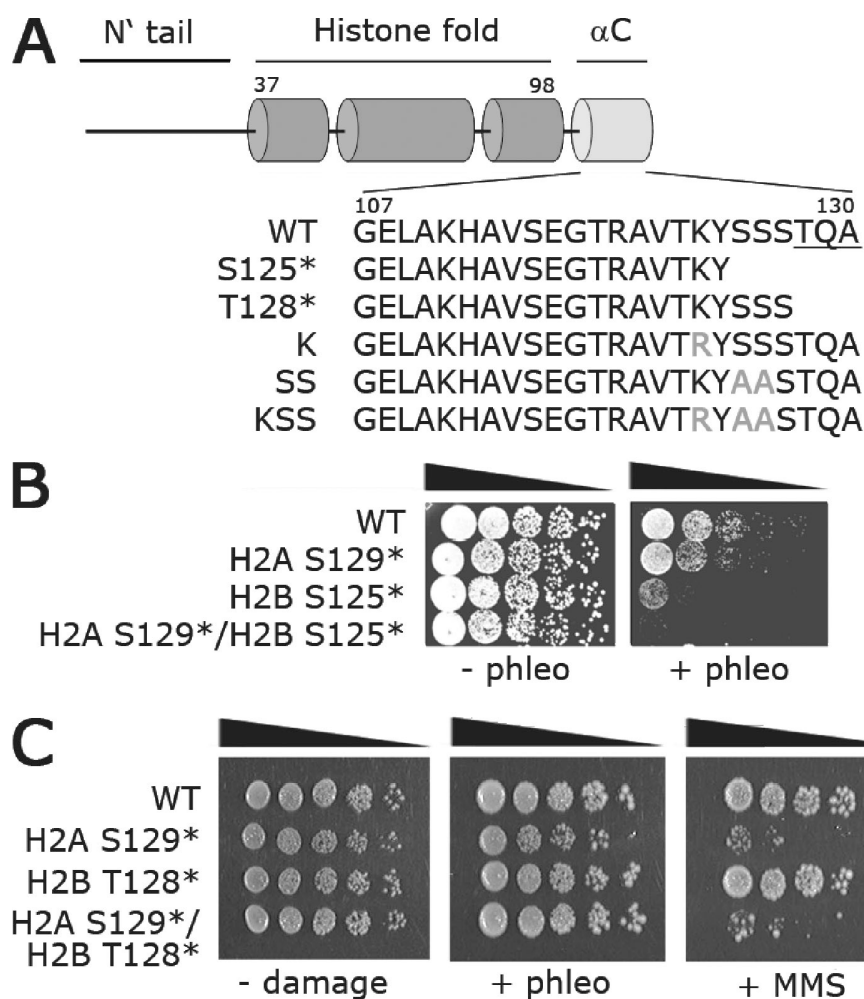 A
N‘ tail Histone fold αC
37 98
107 130
WT GELAKHAVSEGTRAVTKYSSSTQA
S125* GELAKHAVSEGTRAVTKY
T128* GELAKHAVSEGTRAVTKYSSS
K GELAKHAVSEGTRAVTRYSSSTQA
SS GELAKHAVSEGTRAVTKYAASTQA
KSS GELAKHAVSEGTRAVTRYAASTQA
B
WT
H2A S129*
H2B S125*
H2A S129*/H2B S125*
- phleo + phleo
C
WT
H2A S129*
H2B T128*
H2A S129*/
H2B T128*
- damage + phleo + MMS